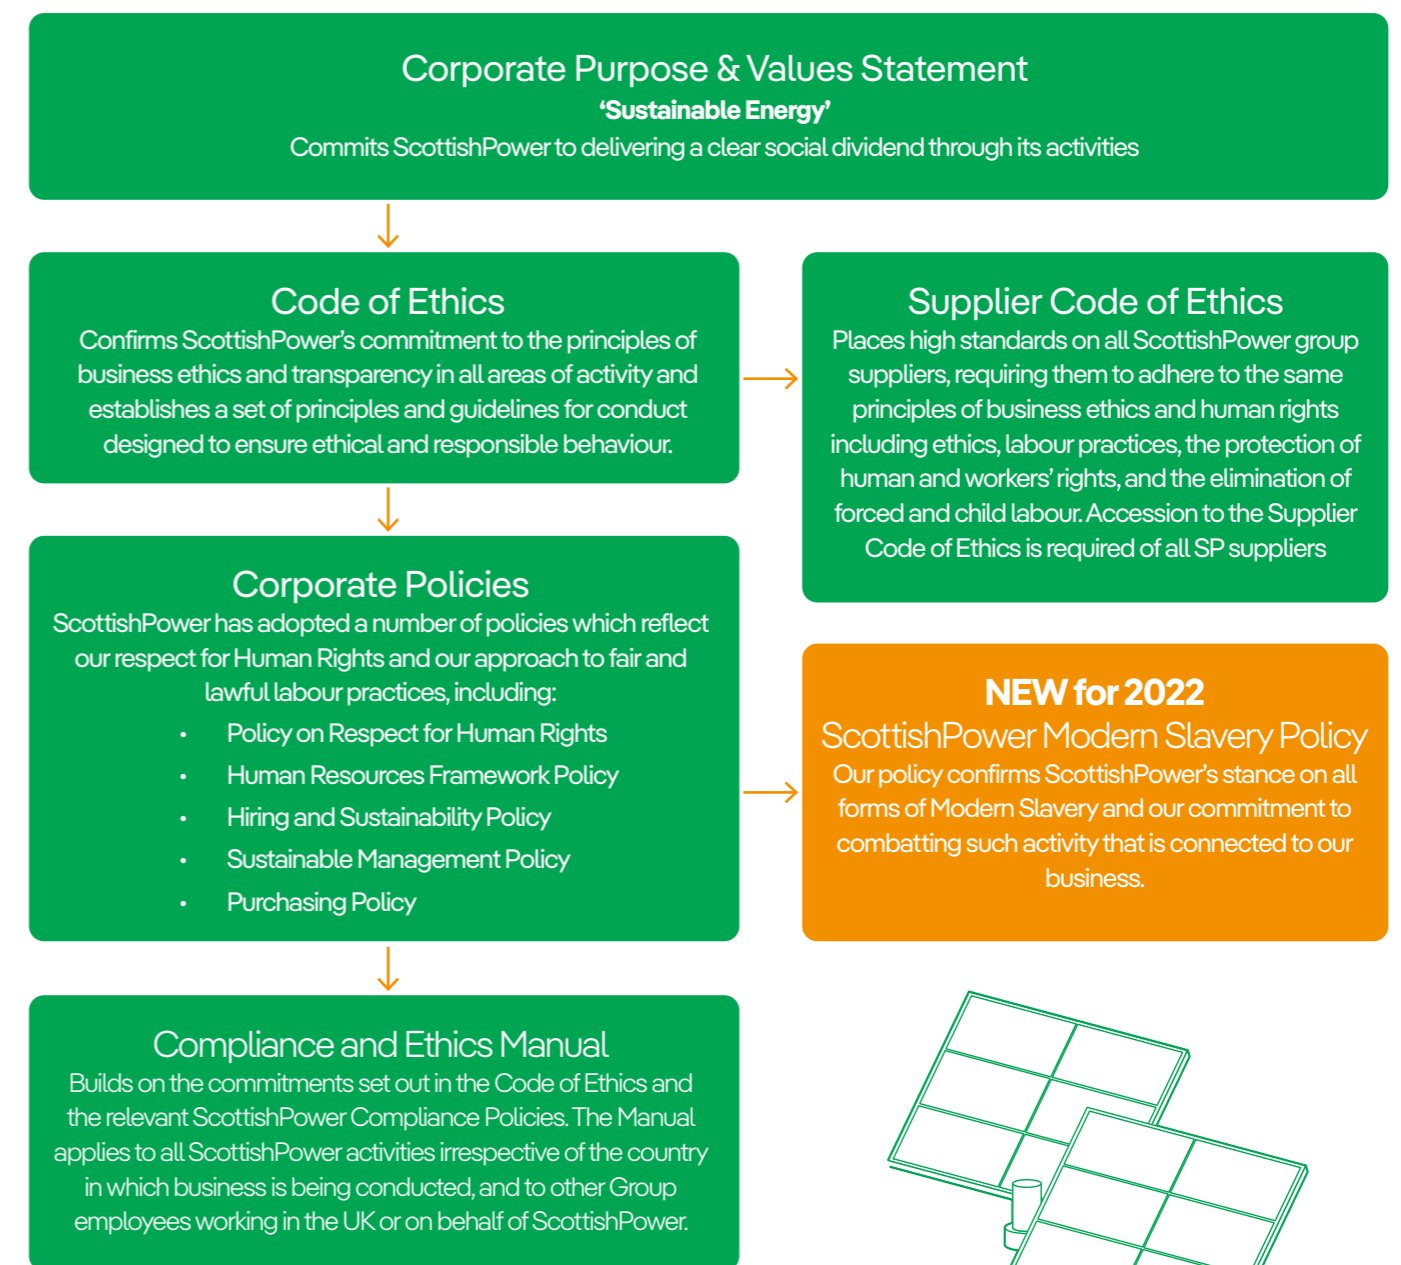 Corporate Purpose & Values Statement
‘Sustainable Energy’
Commits ScottishPower to delivering a clear social dividend through its activities
Code of Ethics
Confirms ScottishPower’s commitment to the principles of
business ethics and transparency in all areas of activity and
establishes a set of principles and guidelines for conduct
designed to ensure ethical and responsible behaviour.
Supplier Code of Ethics
Places high standards on all ScottishPower group
suppliers, requiring them to adhere to the same
principles of business ethics and human rights
including ethics, labour practices, the protection of
human and workers’ rights, and the elimination of
forced and child labour. Accession to the Supplier
Code of Ethics is required of all SP suppliers
Corporate Policies
ScottishPower has adopted a number of policies which reflect
our respect for Human Rights and our approach to fair and
lawful labour practices, including:
• Policy on Respect for Human Rights
• Human Resources Framework Policy
• Hiring and Sustainability Policy
• Sustainable Management Policy
• Purchasing Policy
NEW for 2022
ScottishPower Modern Slavery Policy
Our policy confirms ScottishPower’s stance on all
forms of Modern Slavery and our commitment to
combatting such activity that is connected to our
business.
Compliance and Ethics Manual
Builds on the commitments set out in the Code of Ethics and
the relevant ScottishPower Compliance Policies. The Manual
applies to all ScottishPower activities irrespective of the country
in which business is being conducted, and to other Group
employees working in the UK or on behalf of ScottishPower.